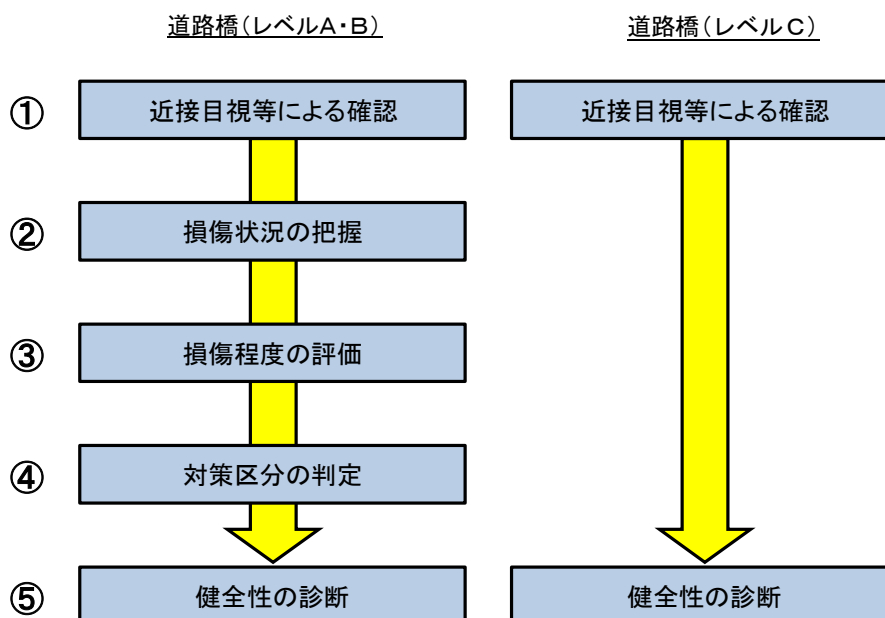 道路橋（レベルA・B）
道路橋（レベルＣ）
①
近接目視等による確認
近接目視等による確認
②
損傷状況の把握
③
損傷程度の評価
④
対策区分の判定
⑤
健全性の診断
健全性の診断